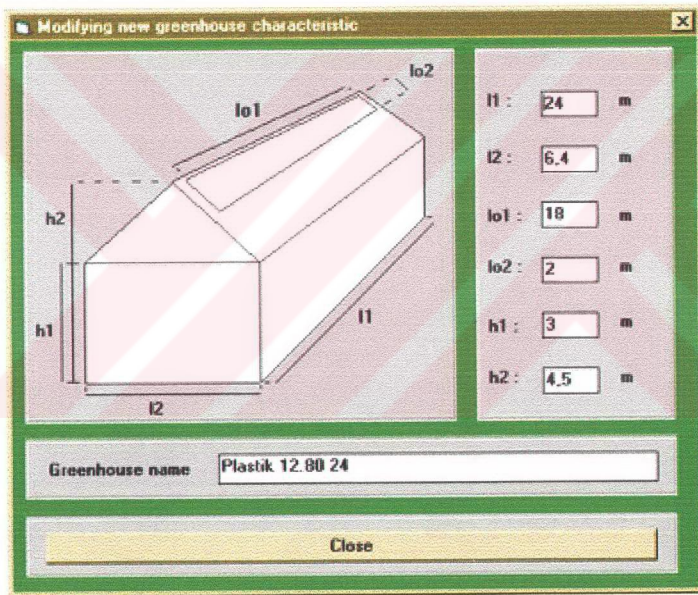 Modifying new greenhouse characteristic
lo2
lo1
h2
h1
l1
l2
l1 : 24 m
l2 : 6,4 m
lo1 : 18 m
lo2 : 2 m
h1 : 3 m
h2 : 4,5 m
Greenhouse name Plastik 12.80 24
Close